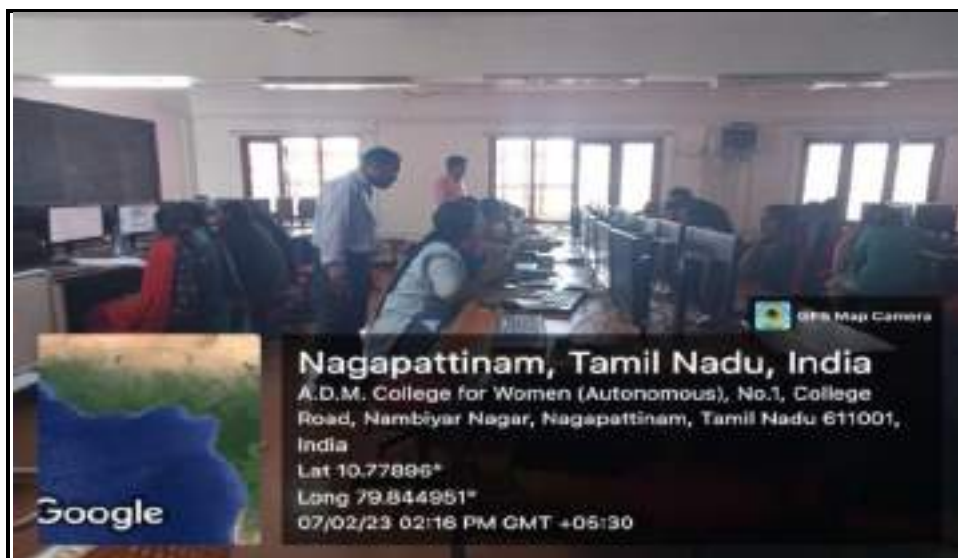 GPS Map Camera
Nagapattinam, Tamil Nadu, India
A.D.M. College for Women (Autonomous), No.1, College
Road, Nambiyar Nagar, Nagapattinam, Tamil Nadu 611001,
India
Lat 10.77896°
Long 79.844951°
07/02/23 02:16 PM GMT +05:30
Google